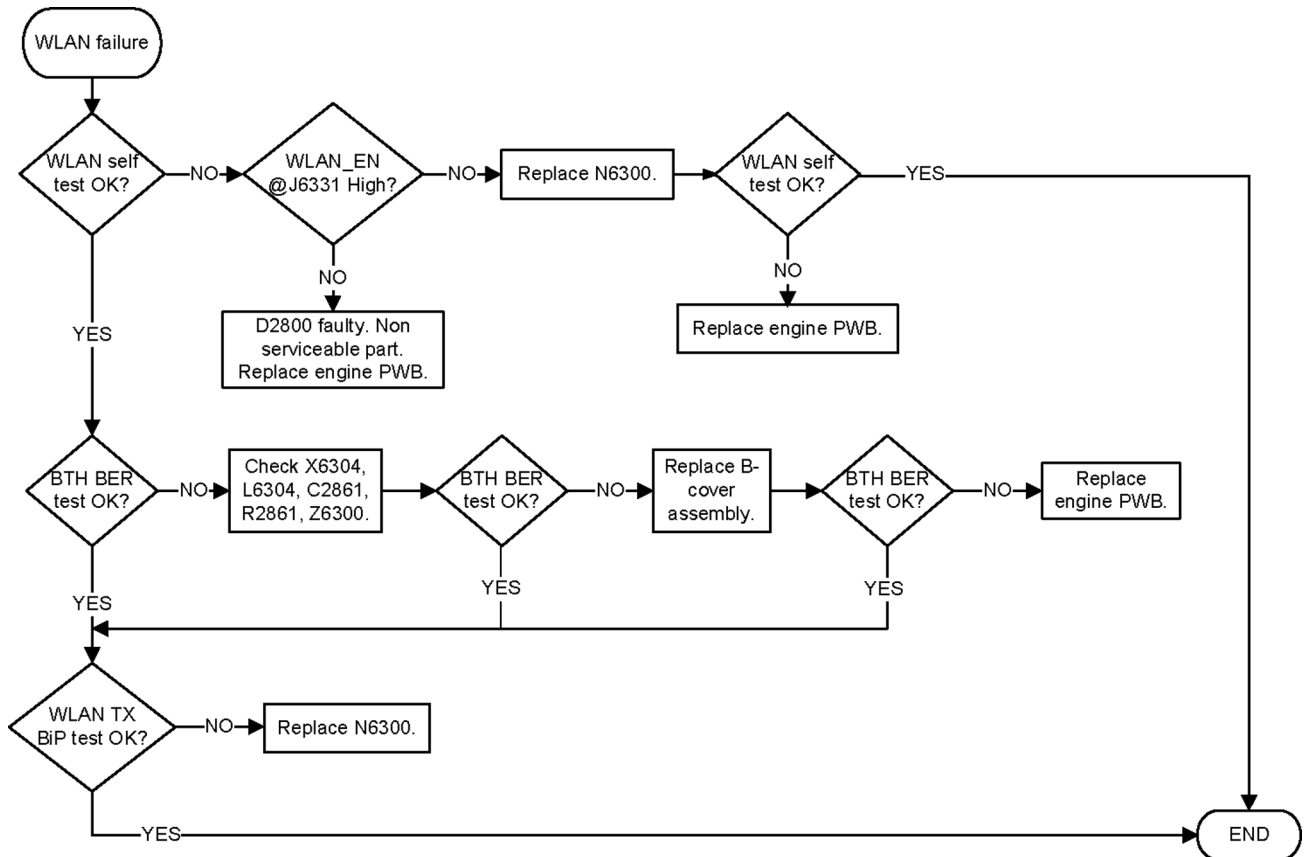 WLAN failure
WLAN self
test OK?
NO
WLAN_EN
@J6331 High?
NO
Replace N6300.
WLAN self
test OK?
YES
NO
NO
D2800 faulty. Non
serviceable part.
Replace engine PWB.
Replace engine PWB.
YES
BTH BER
test OK?
NO
Check X6304,
L6304, C2861,
R2861, Z6300.
BTH BER
test OK?
NO
Replace B-
cover
assembly.
BTH BER
test OK?
NO
Replace
engine PWB.
YES
YES
YES
WLAN TX
BiP test OK?
NO
Replace N6300.
YES
END